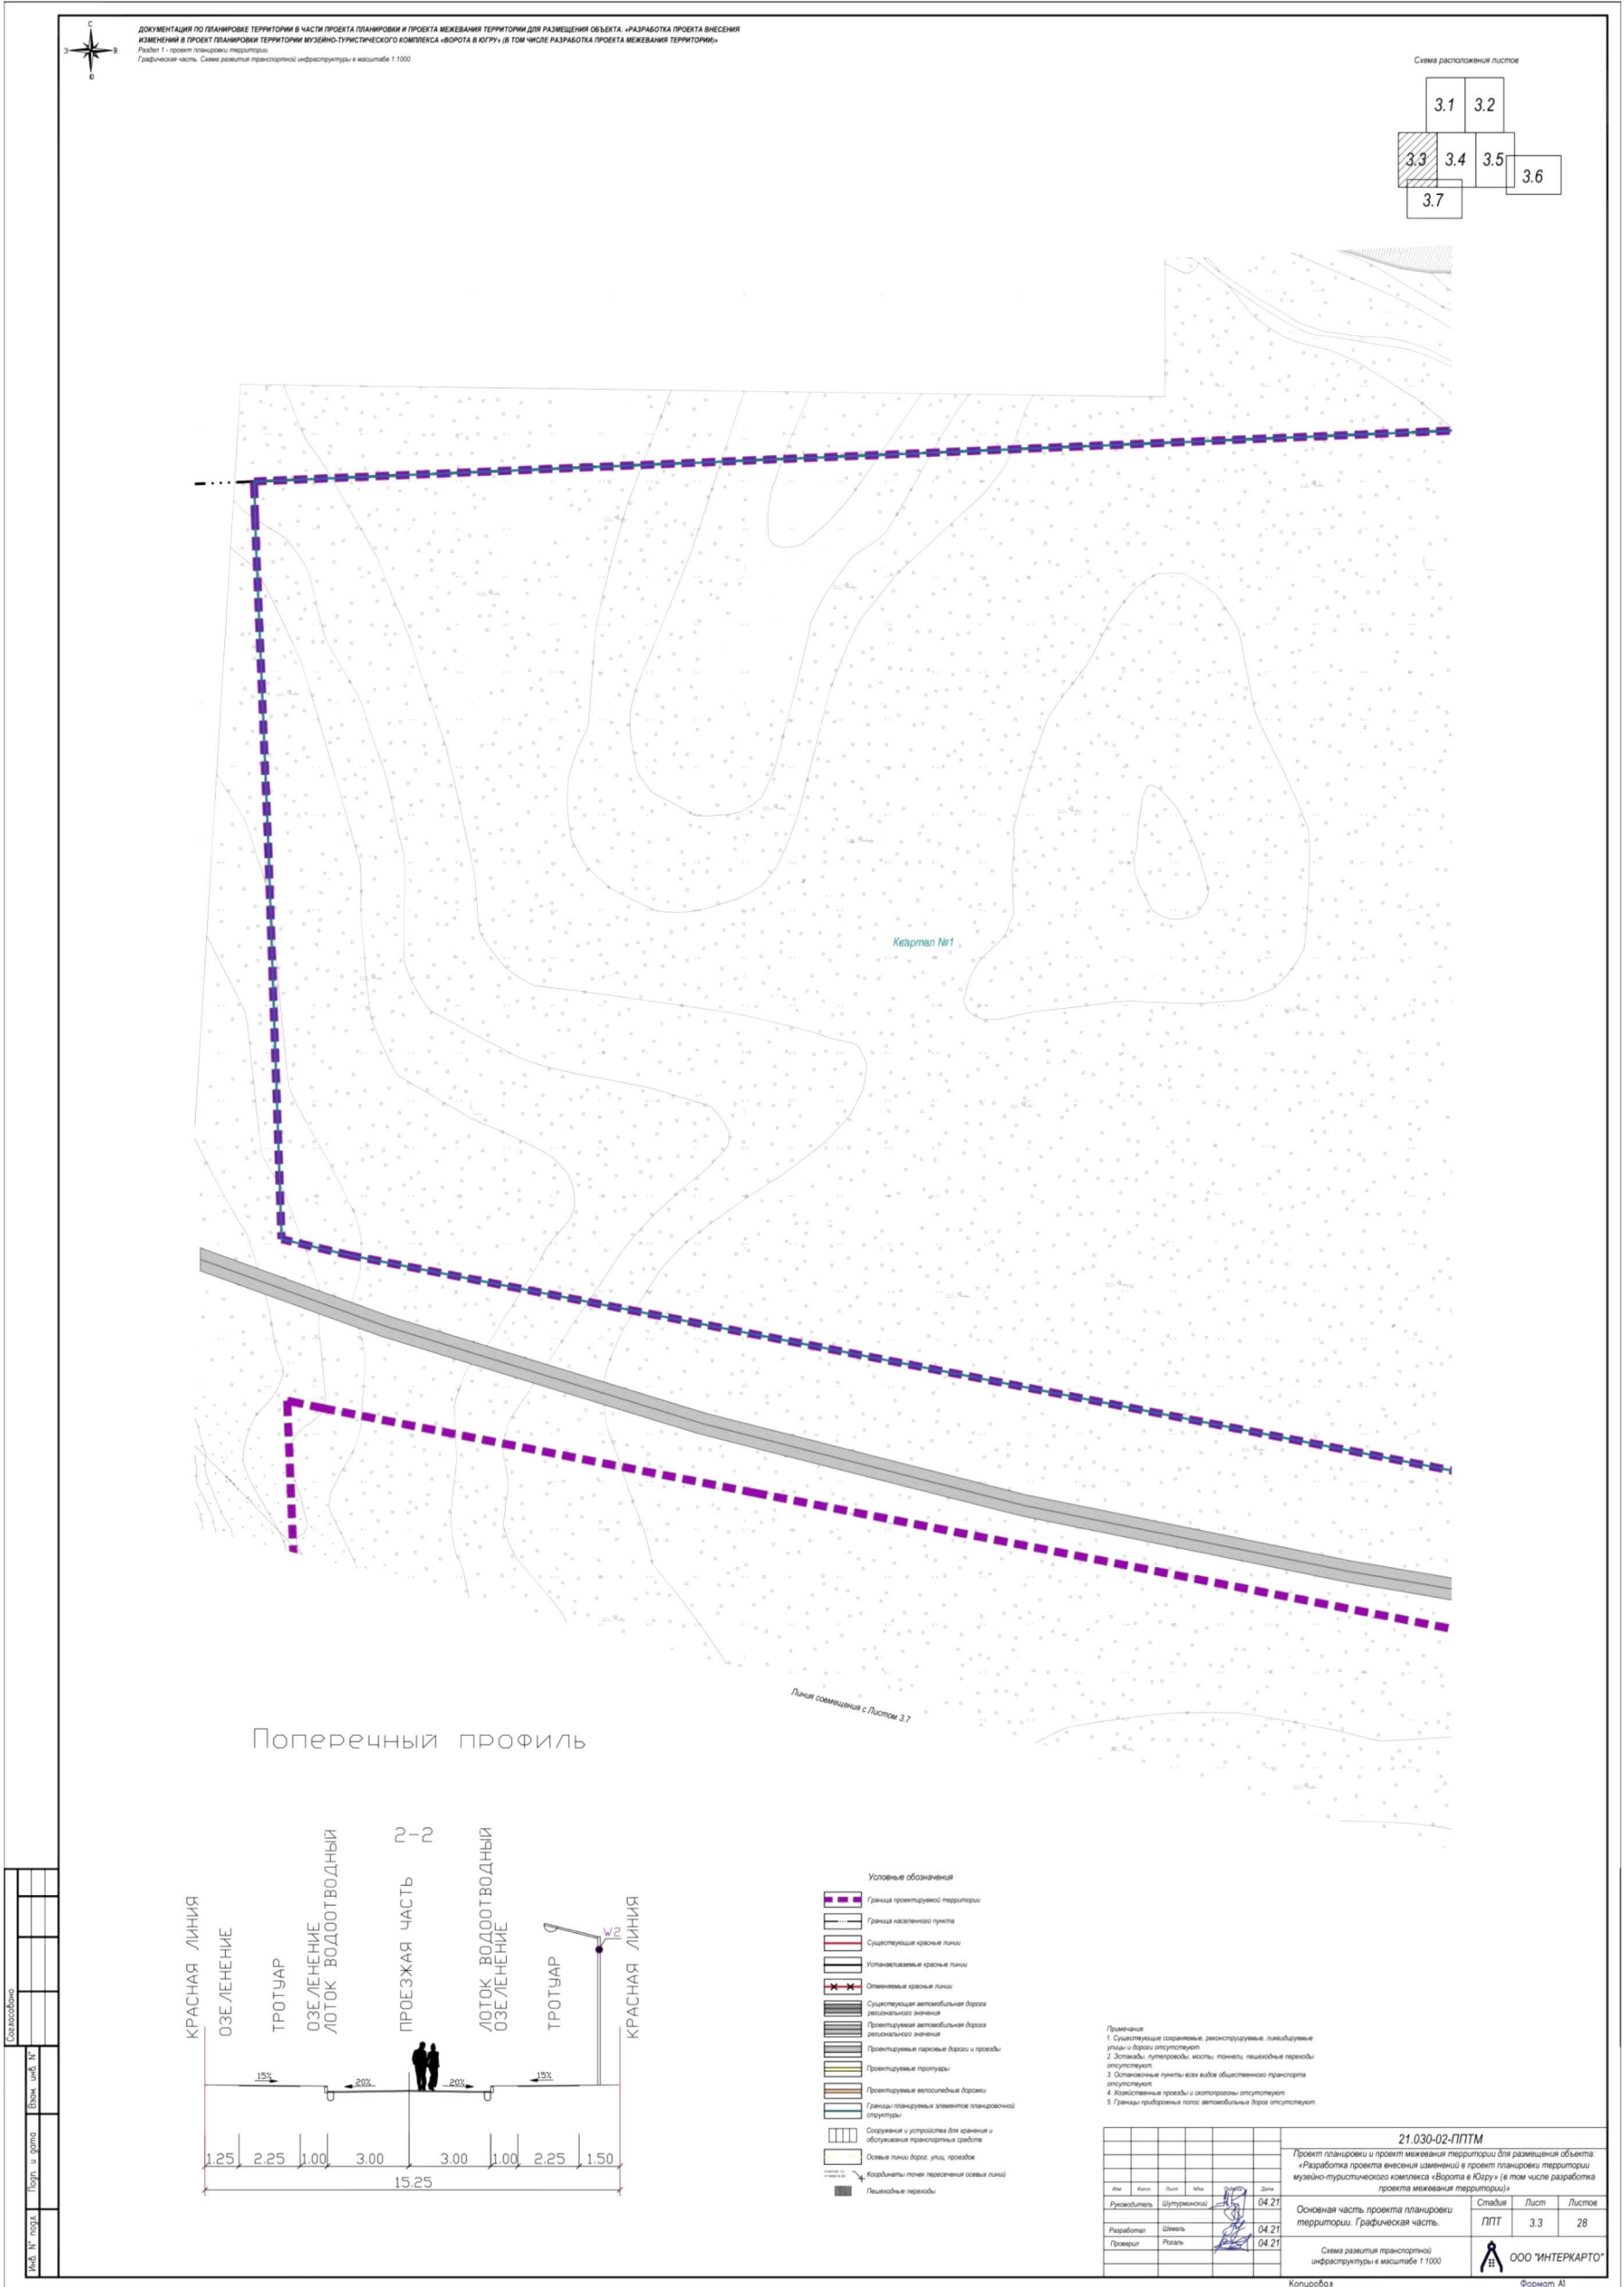 С
З
В
Ю
ДОКУМЕНТАЦИЯ ПО ПЛАНИРОВКЕ ТЕРРИТОРИИ В ЧАСТИ ПРОЕКТА ПЛАНИРОВКИ И ПРОЕКТА МЕЖЕВАНИЯ ТЕРРИТОРИИ ДЛЯ РАЗМЕЩЕНИЯ ОБЪЕКТА: «РАЗРАБОТКА ПРОЕКТА ВНЕСЕНИЯ
ИЗМЕНЕНИЙ В ПРОЕКТ ПЛАНИРОВКИ ТЕРРИТОРИИ МУЗЕЙНО-ТУРИСТИЧЕСКОГО КОМПЛЕКСА «ВОРОТА В ЮГРУ» (В ТОМ ЧИСЛЕ РАЗРАБОТКА ПРОЕКТА МЕЖЕВАНИЯ ТЕРРИТОРИИ)»
Раздел 1 - проект планировки территории.
Графическая часть. Схема развития транспортной инфраструктуры в масштабе 1:1000
Схема расположения листов
3.1 3.2
3.3 3.4 3.5
3.6
3.7
Квартал №1
Линия совмещения с Листом 3.7
Поперечный профиль
2-2
КРАСНАЯ ЛИНИЯ
ОЗЕЛЕНЕНИЕ
ТРОТУАР
ОЗЕЛЕНЕНИЕ
ЛОТОК ВОДООТВОДНЫЙ
ПРОЕЗЖАЯ ЧАСТЬ
ЛОТОК ВОДООТВОДНЫЙ
ОЗЕЛЕНЕНИЕ
ТРОТУАР
W2
КРАСНАЯ ЛИНИЯ
15% 20% 20% 15%
1.25 2.25 1.00 3.00 3.00 1.00 2.25 1.50
15.25
Условные обозначения
Граница проектируемой территории
Граница населенного пункта
Существующие красные линии
Устанавливаемые красные линии
Отменяемые красные линии
Существующая автомобильная дорога
регионального значения
Проектируемая автомобильная дорога
регионального значения
Проектируемые парковые дороги и проезды
Проектируемые тротуары
Проектируемые велосипедные дорожки
Границы планируемых элементов планировочной
структуры
Сооружения и устройства для хранения и
обслуживания транспортных средств
Осевые линии дорог, улиц, проездов
Координаты точек пересечения осевых линий
Пешеходные переходы
Примечания:
1. Существующие сохраняемые, реконструируемые, ликвидируемые
улицы и дороги отсутствуют.
2. Эстакады, путепроводы, мосты, тоннели, пешеходные переходы
отсутствуют.
3. Остановочные пункты всех видов общественного транспорта
отсутствуют.
4. Хозяйственные проезды и скотопрогоны отсутствуют.
5. Границы придорожных полос автомобильных дорог отсутствуют.
21.030-02-ППТМ
Проект планировки и проект межевания территории для размещения объекта:
«Разработка проекта внесения изменений в проект планировки территории
музейно-туристического комплекса «Ворота в Югру» (в том числе разработка
проекта межевания территории)»
Изм. Колич. Лист №док. Подпись Дата
Руководитель Шутурминский 04.21
Разработал Шевель 04.21
Проверил Рогаль 04.21
Основная часть проекта планировки
территории. Графическая часть.
Стадия Лист Листов
ППТ 3.3 28
Схема развития транспортной
инфраструктуры в масштабе 1:1000
ООО "ИНТЕРКАРТО"
Копировал
Формат А1
Согласовано
Взам. инв. N°
Подп. и дата
Инв. N° подл.